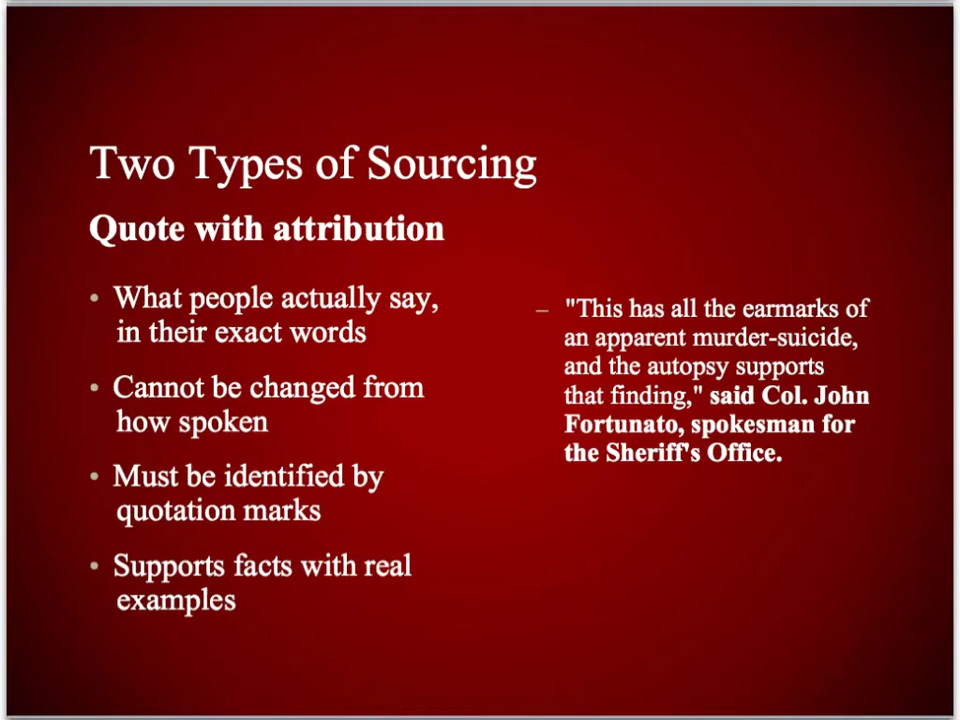 Two Types of Sourcing
Quote with attribution
• What people actually say,
in their exact words
• Cannot be changed from
how spoken
• Must be identified by
quotation marks
• Supports facts with real
examples
– "This has all the earmarks of
an apparent murder-suicide,
and the autopsy supports
that finding," said Col. John
Fortunato, spokesman for
the Sheriff's Office.